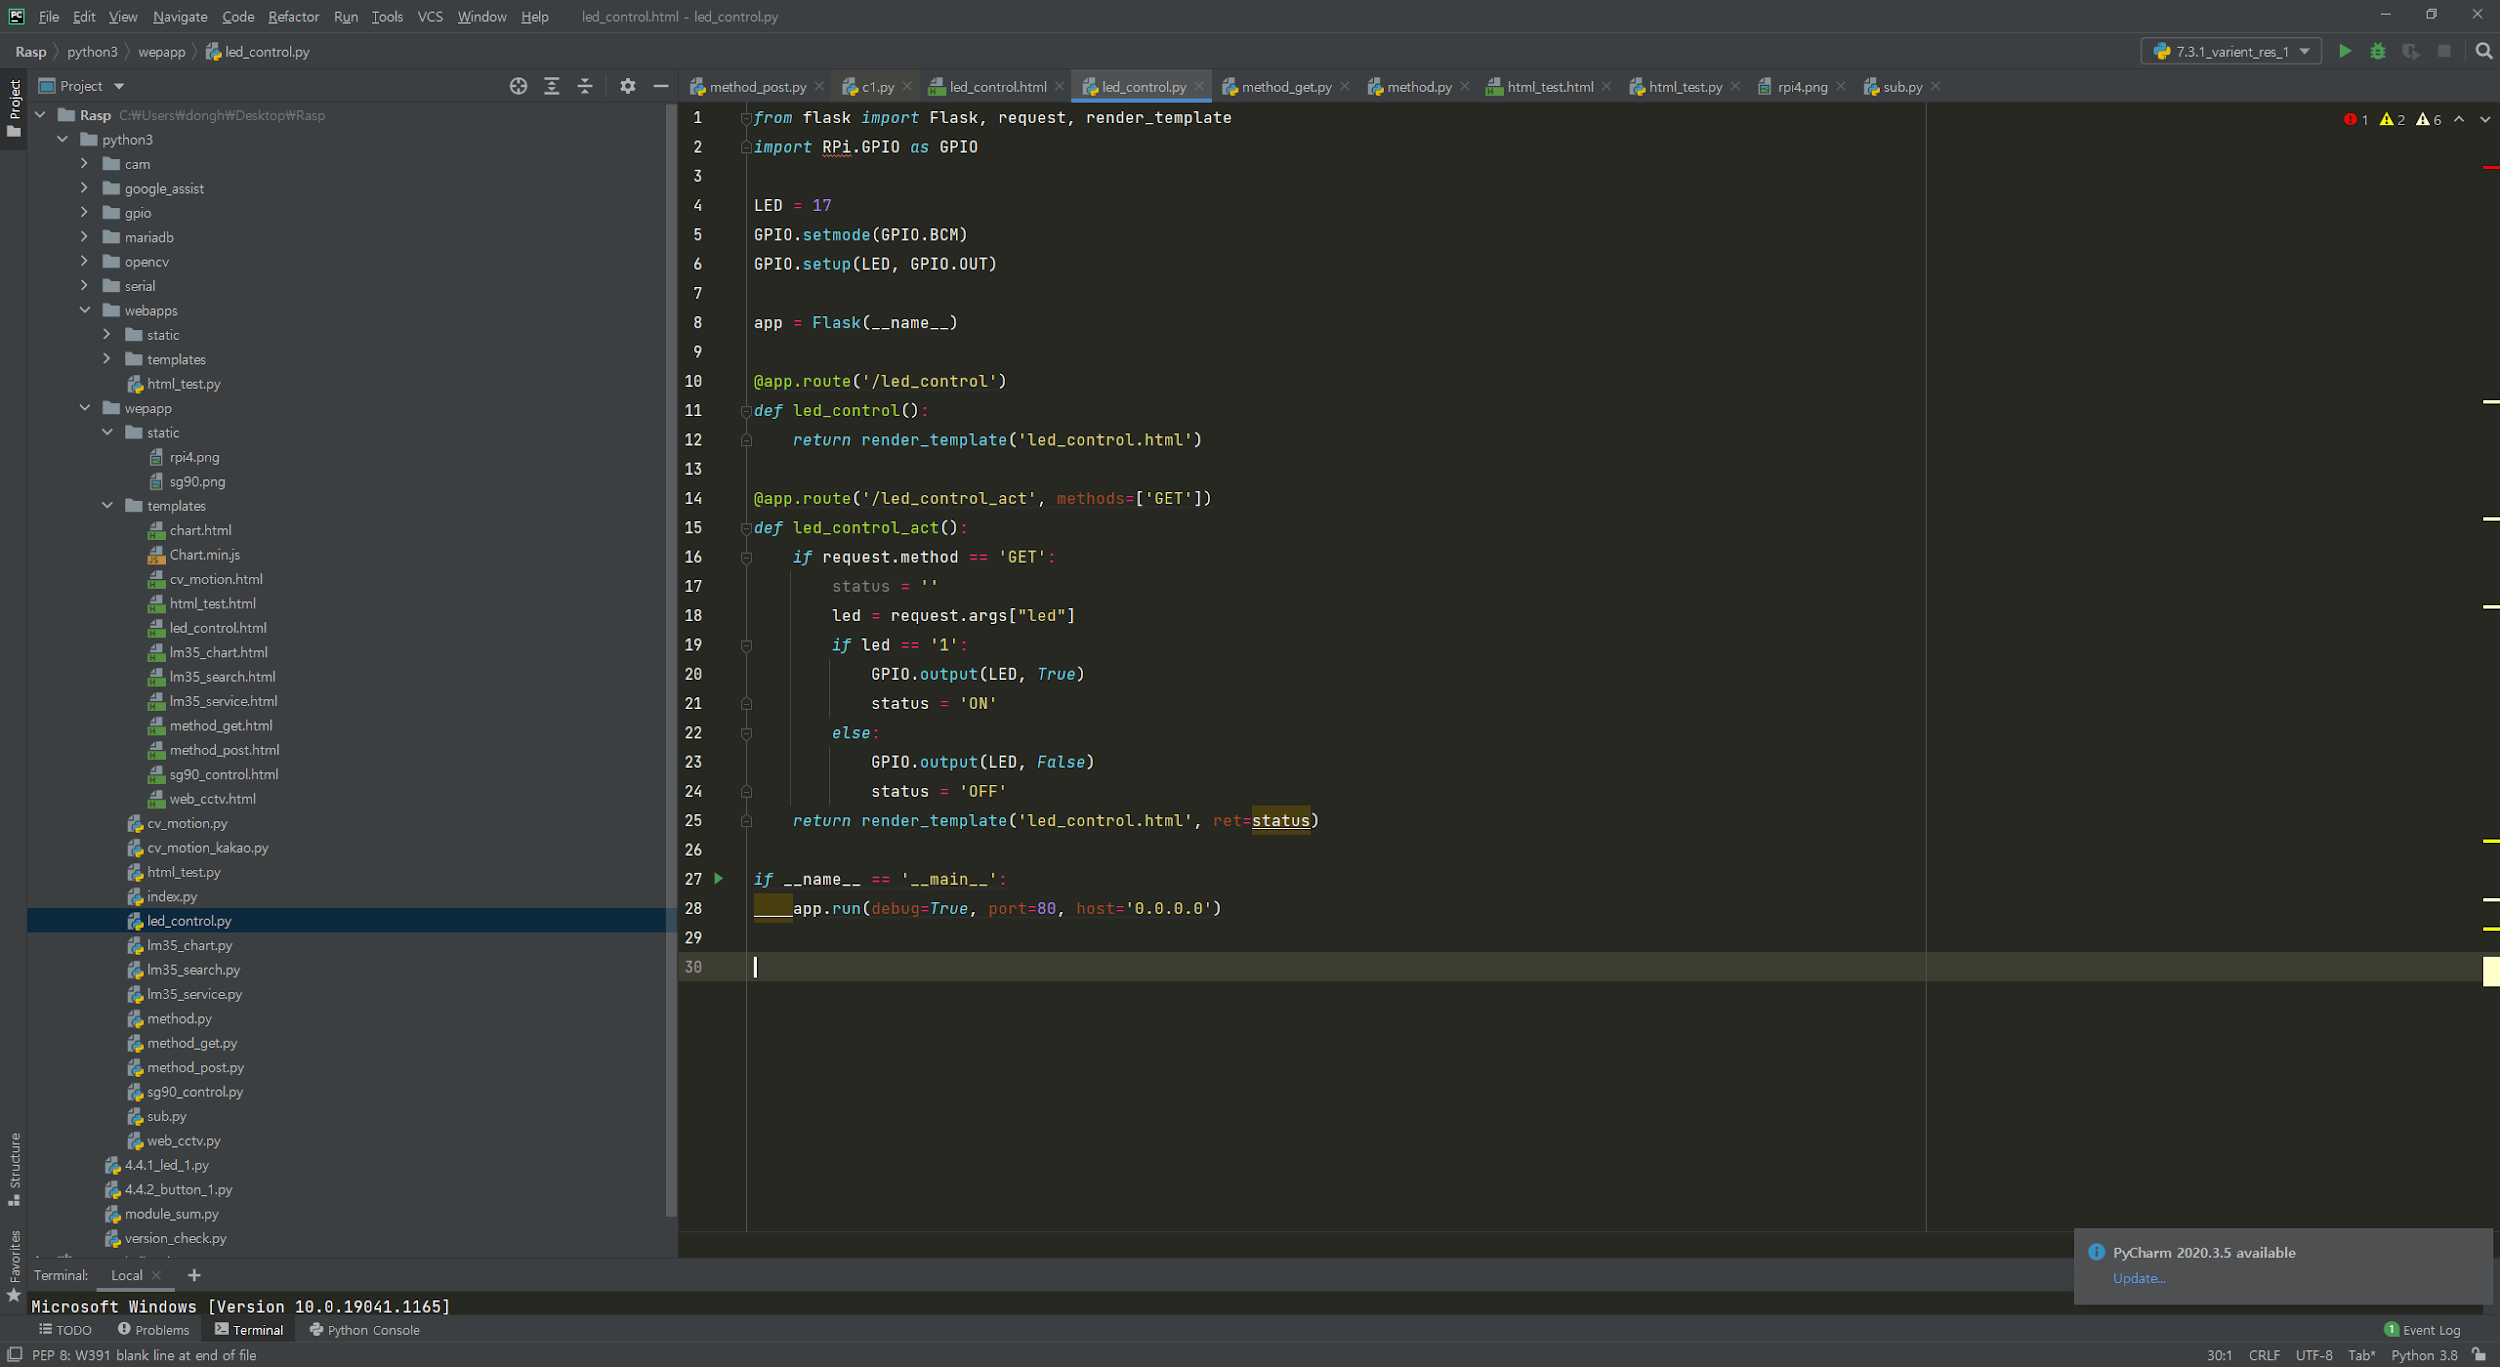 File Edit View Navigate Code Refactor Run Tools VCS Window Help led_control.html - led_control.py
Rasp python3 wepapp led_control.py 7.3.1_varient_res_1
Project
Project
method_post.py c1.py led_control.html led_control.py method_get.py method.py html_test.html html_test.py rpi4.png sub.py
Rasp C:₩Users₩dongh₩Desktop₩Rasp
python3
cam
google_assist
gpio
mariadb
opencv
serial
webapps
static
templates
html_test.py
wepapp
static
rpi4.png
sg90.png
templates
chart.html
Chart.min.js
cv_motion.html
html_test.html
led_control.html
lm35_chart.html
lm35_search.html
lm35_service.html
method_get.html
method_post.html
sg90_control.html
web_cctv.html
cv_motion.py
cv_motion_kakao.py
html_test.py
index.py
led_control.py
lm35_chart.py
lm35_search.py
lm35_service.py
method.py
method_get.py
method_post.py
sg90_control.py
sub.py
web_cctv.py
4.4.1_led_1.py
4.4.2_button_1.py
module_sum.py
version_check.py
1 2 6
1 from flask import Flask, request, render_template
2 import RPi.GPIO as GPIO
3
4 LED = 17
5 GPIO.setmode(GPIO.BCM)
6 GPIO.setup(LED, GPIO.OUT)
7
8 app = Flask(__name__)
9
10 @app.route('/led_control')
11 def led_control():
12 return render_template('led_control.html')
13
14 @app.route('/led_control_act', methods=['GET'])
15 def led_control_act():
16 if request.method == 'GET':
17 status = ''
18 led = request.args["led"]
19 if led == '1':
20 GPIO.output(LED, True)
21 status = 'ON'
22 else:
23 GPIO.output(LED, False)
24 status = 'OFF'
25 return render_template('led_control.html', ret=status)
26
27 if __name__ == '__main__':
28 app.run(debug=True, port=80, host='0.0.0.0')
29
30
Structure
Favorites
PyCharm 2020.3.5 available
Update...
Terminal: Local
Microsoft Windows [Version 10.0.19041.1165]
TODO Problems Terminal Python Console 1 Event Log
PEP 8: W391 blank line at end of file 30:1 CRLF UTF-8 Tab* Python 3.8